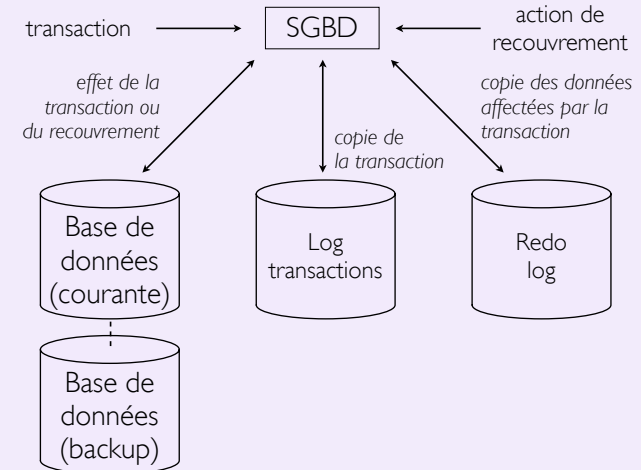 transaction
SGBD
action de
recouvrement
effet de la
transaction ou
du recouvrement
copie de
la transaction
copie des données
affectées par la
transaction
Base de
données
(courante)
Log
transactions
Redo
log
Base de
données
(backup)